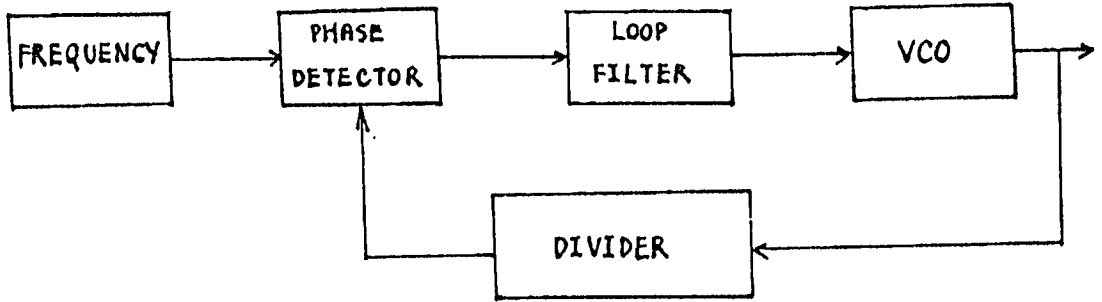 FREQUENCY
PHASE
DETECTOR
LOOP
FILTER
VCO
DIVIDER